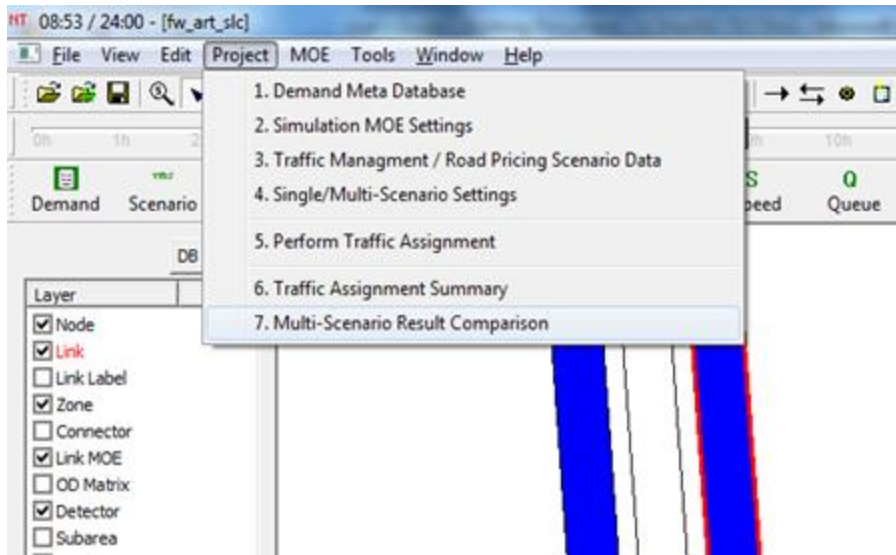 08:53 / 24:00 - [fw_art_slc]
File View Edit Project MOE Tools Window Help
1. Demand Meta Database
2. Simulation MOE Settings
0h 1h 2 10h
3. Traffic Managment / Road Pricing Scenario Data
4. Single/Multi-Scenario Settings
S Q
Demand Scenario peed Queue
5. Perform Traffic Assignment
DB
6. Traffic Assignment Summary
Layer
7. Multi-Scenario Result Comparison
Node
Link
Link Label
Zone
Connector
Link MOE
OD Matrix
Detector
Subarea